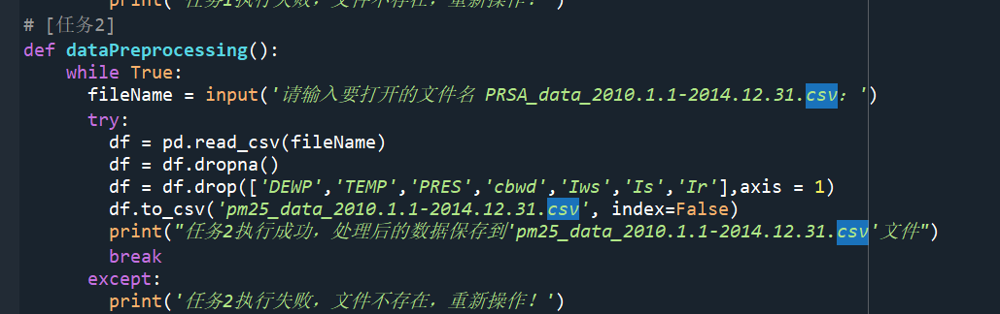 print("任务1执行失败，文件不存在，重新操作！")
# [任务2]
def dataPreprocessing():
    while True:
      fileName = input('请输入要打开的文件名 PRSA_data_2010.1.1-2014.12.31.csv：')
      try:
        df = pd.read_csv(fileName)
        df = df.dropna()
        df = df.drop(['DEWP','TEMP','PRES','cbwd','Iws','Is','Ir'],axis = 1)
        df.to_csv('pm25_data_2010.1.1-2014.12.31.csv', index=False)
        print("任务2执行成功，处理后的数据保存到'pm25_data_2010.1.1-2014.12.31.csv'文件")
        break
      except:
        print('任务2执行失败，文件不存在，重新操作！')